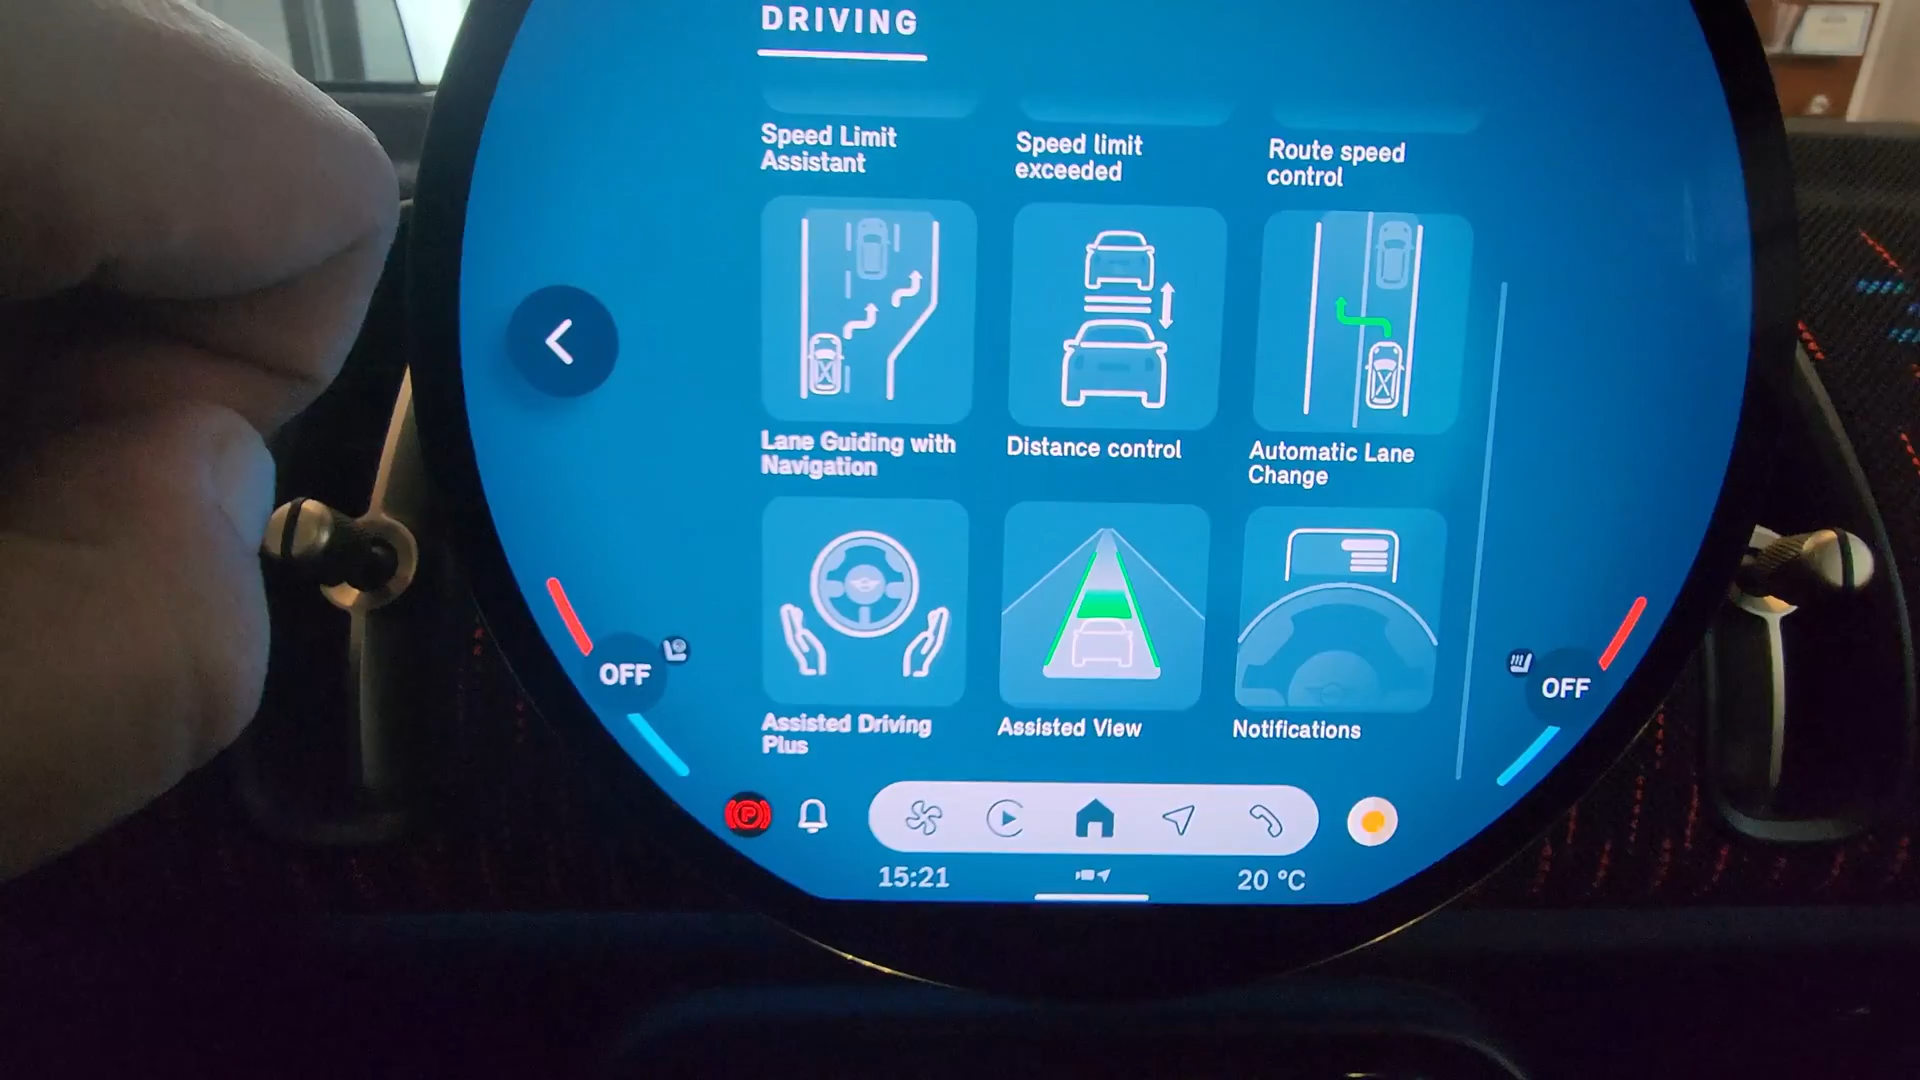 DRIVING
Speed Limit
Assistant
Speed limit
exceeded
Route speed
control
Lane Guiding with
Navigation
Distance control
Automatic Lane
Change
Assisted Driving
Plus
Assisted View
Notifications
OFF
OFF
P
15:21
20 °C